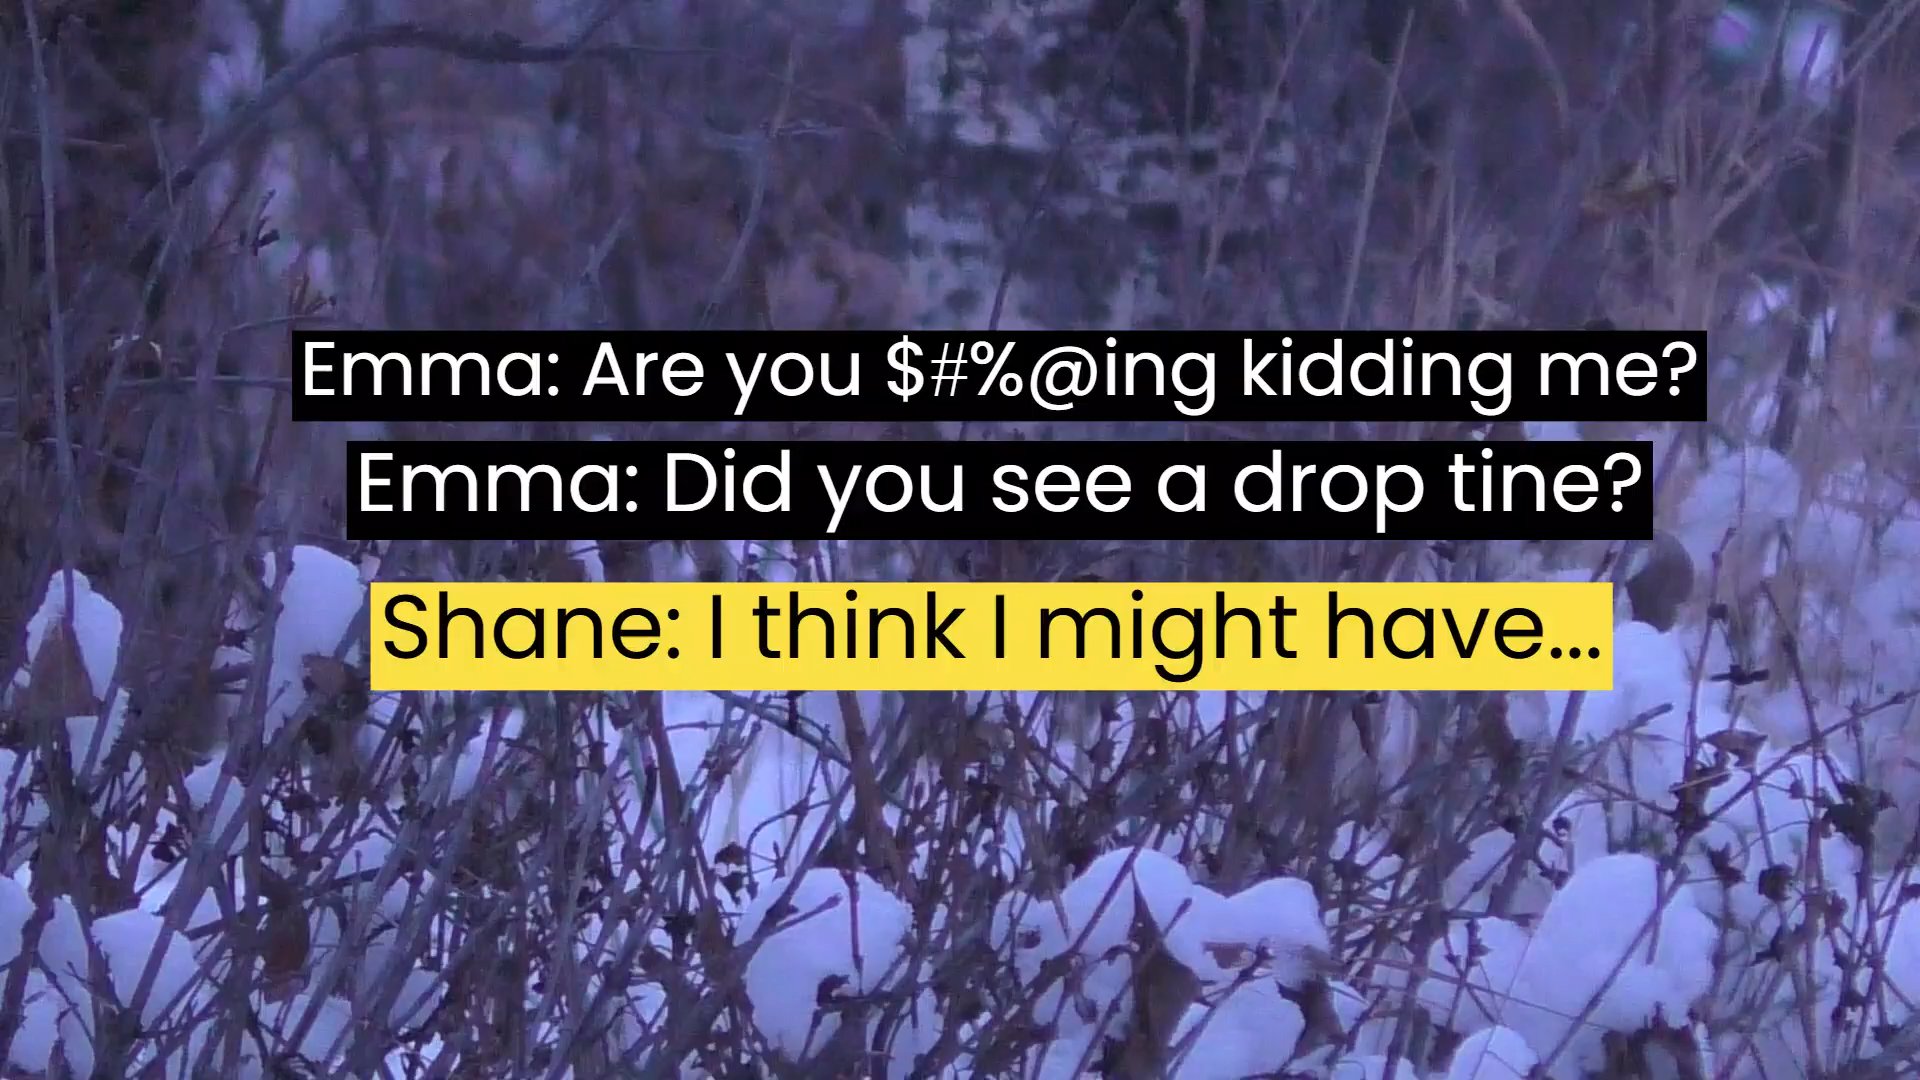 Emma: Are you $#%@ing kidding me?
Emma: Did you see a drop tine?
Shane: I think I might have...